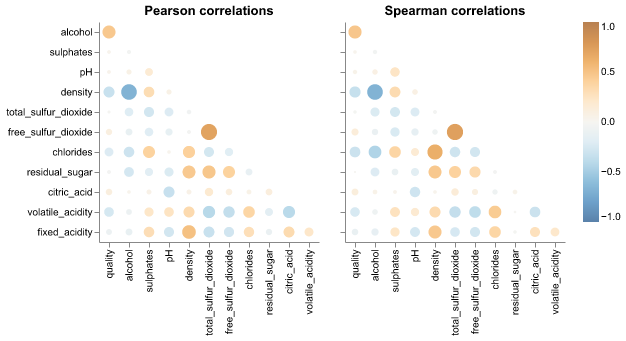 Pearson correlations
Spearman correlations
alcohol
sulphates
pH
density
total_sulfur_dioxide
free_sulfur_dioxide
chlorides
residual_sugar
citric_acid
volatile_acidity
fixed_acidity
quality
alcohol
sulphates
pH
density
total_sulfur_dioxide
free_sulfur_dioxide
chlorides
residual_sugar
citric_acid
volatile_acidity
quality
alcohol
sulphates
pH
density
total_sulfur_dioxide
free_sulfur_dioxide
chlorides
residual_sugar
citric_acid
volatile_acidity
1.0
0.5
0.0
−0.5
−1.0